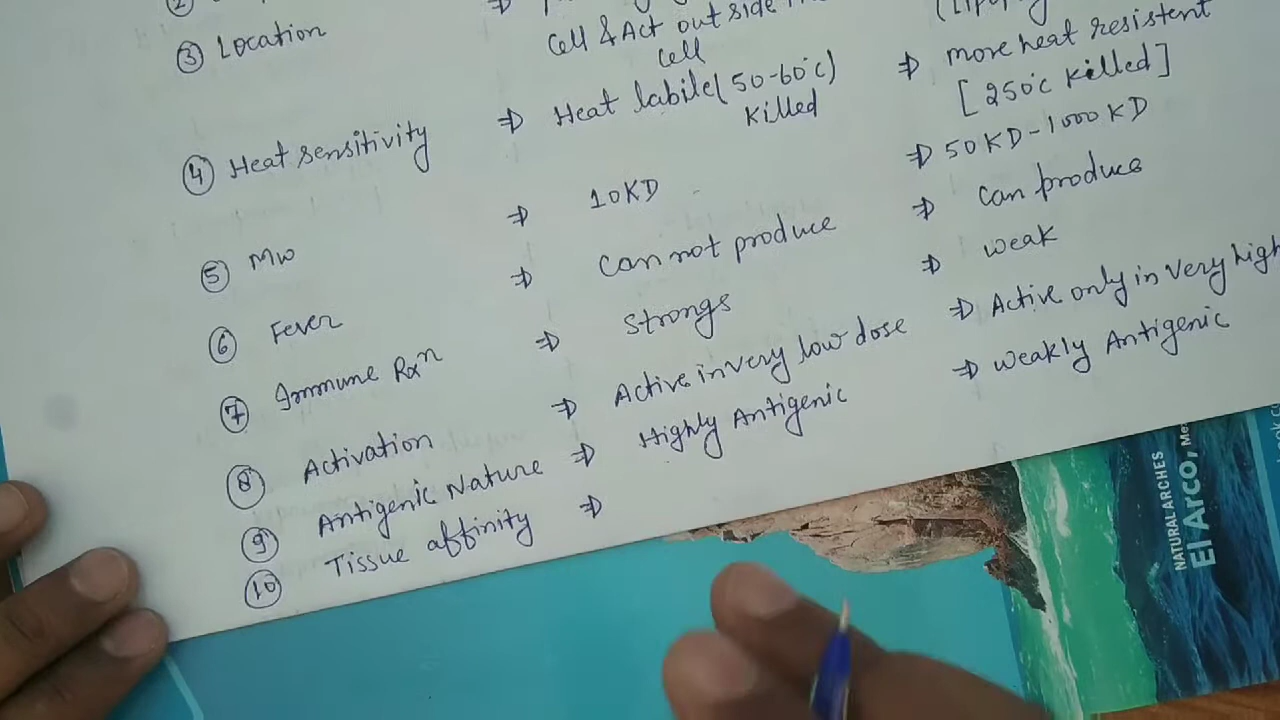 ③ Location
Cell & Act out side
cell
④ Heat sensitivity ⇒ Heat labile (50-60°c)
killed
⇒ more heat resistent
[250°c killed]
⑤ Mw ⇒ 10KD ⇒ 50KD-1000KD
⑥ Fever ⇒ can not produce ⇒ can produce
⑦ Immune Rxn ⇒ strongs ⇒ weak
⑧ Activation ⇒ Active in very low dose ⇒ Active only in very high
⑨ Antigenic Nature ⇒ Highly Antigenic ⇒ weakly Antigenic
⑩ Tissue affinity ⇒
NATURAL ARCHES
El Arco,